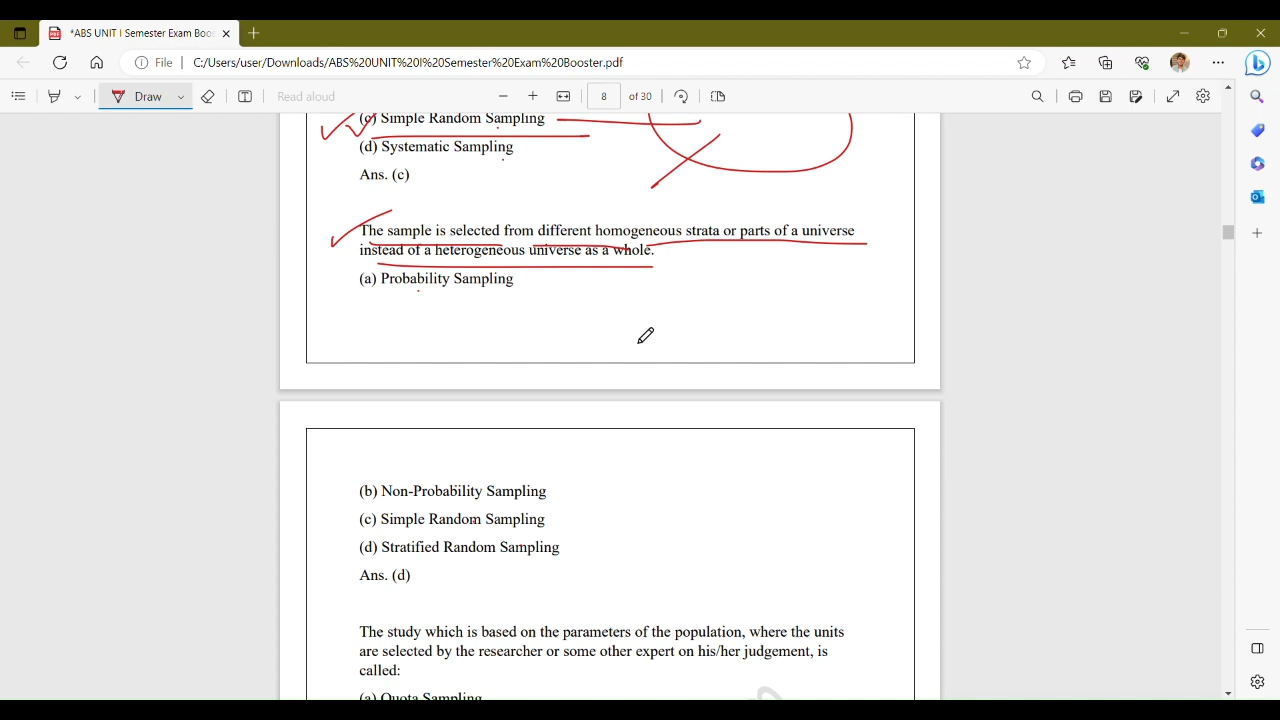 *ABS UNIT I Semester Exam Boo
File | C:/Users/user/Downloads/ABS%20UNIT%20I%20Semester%20Exam%20Booster.pdf
Draw
Read aloud
8 of 30
(c) Simple Random Sampling
(d) Systematic Sampling
Ans. (c)
The sample is selected from different homogeneous strata or parts of a universe
instead of a heterogeneous universe as a whole.
(a) Probability Sampling
(b) Non-Probability Sampling
(c) Simple Random Sampling
(d) Stratified Random Sampling
Ans. (d)
The study which is based on the parameters of the population, where the units
are selected by the researcher or some other expert on his/her judgement, is
called:
(a) Quota Sampling